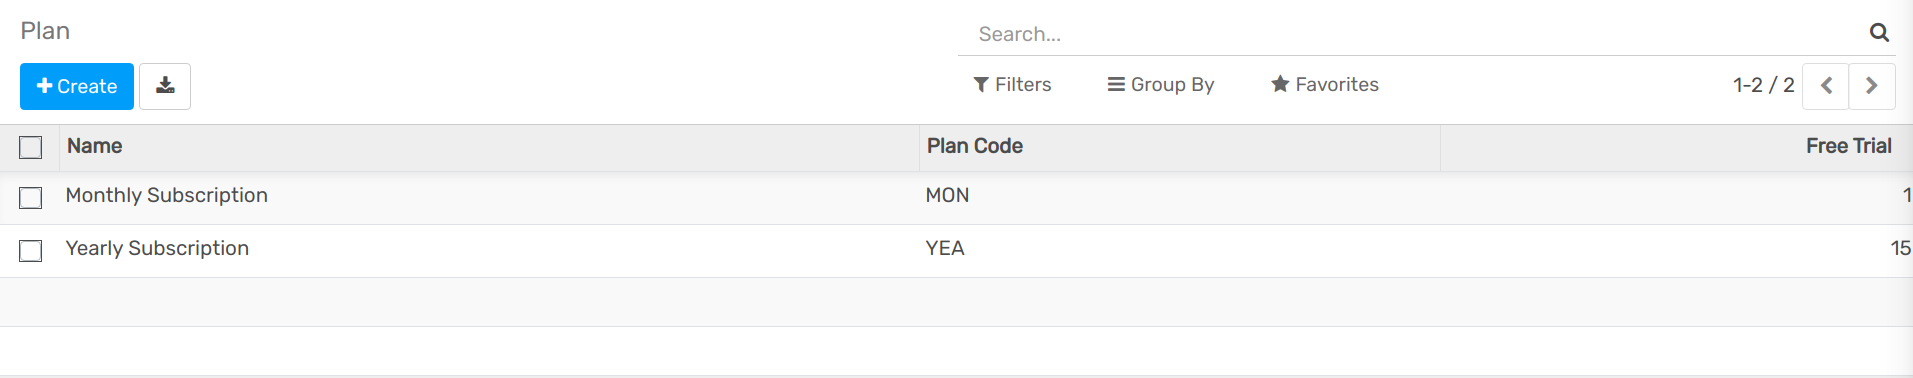 Plan
Search...
Create
Filters
Group By
Favorites
1-2 / 2
Name Plan Code Free Trial
Monthly Subscription MON 1
Yearly Subscription YEA 15